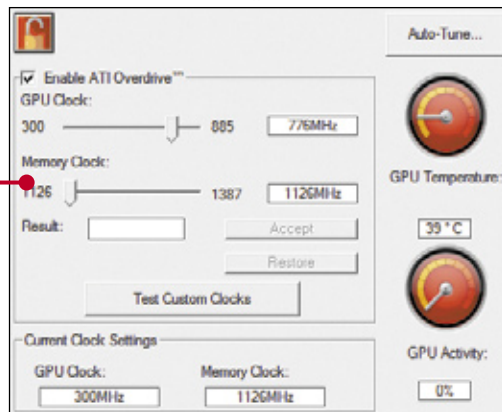 Auto-Tune...
Enable ATI Overdrive™
GPU Clock:
300
885
776MHz
Memory Clock:
1126
1387
1126MHz
Result:
Accept
Restore
Test Custom Clocks
GPU Temperature:
39 °C
Current Clock Settings
GPU Clock:
Memory Clock:
300MHz
1126MHz
GPU Activity:
0%